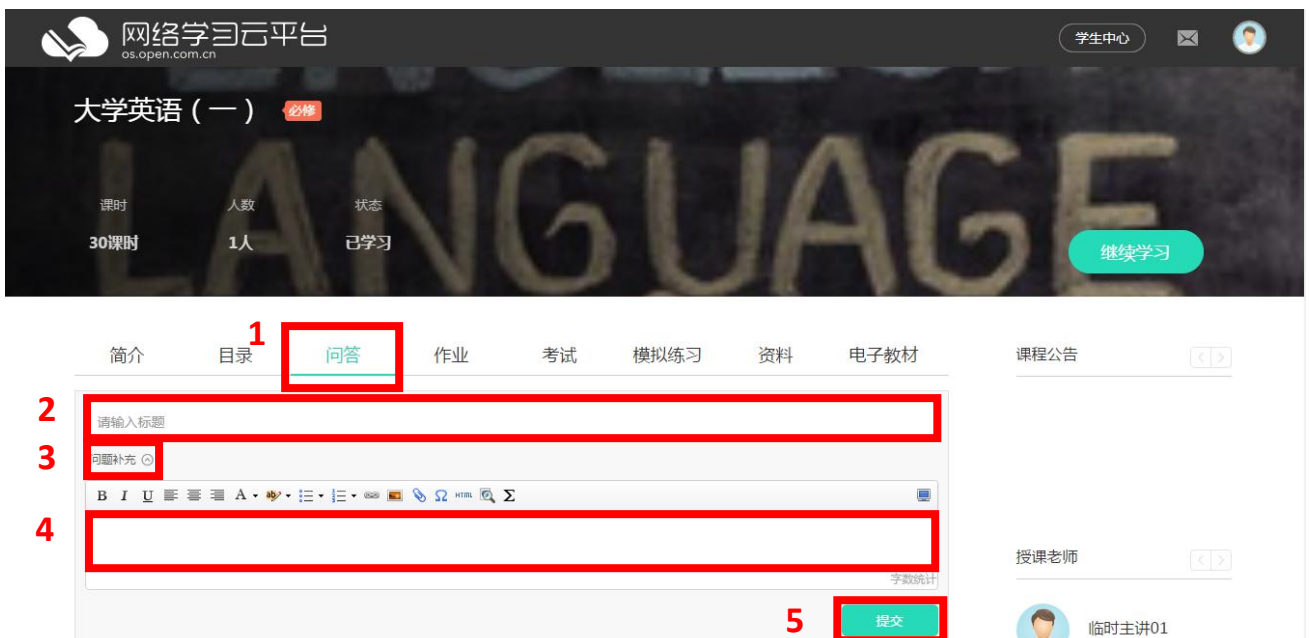 网络学习云平台
os.open.com.cn
学生中心
大学英语（一） 必修
LANGUAGE
课时 人数 状态
30课时 1人 已学习
继续学习
1
简介 目录 问答 作业 考试 模拟练习 资料 电子教材
课程公告
2
请输入标题
3
问题补充
B I U A ab HTML Σ
4
字数统计
授课老师
5
提交
临时主讲01